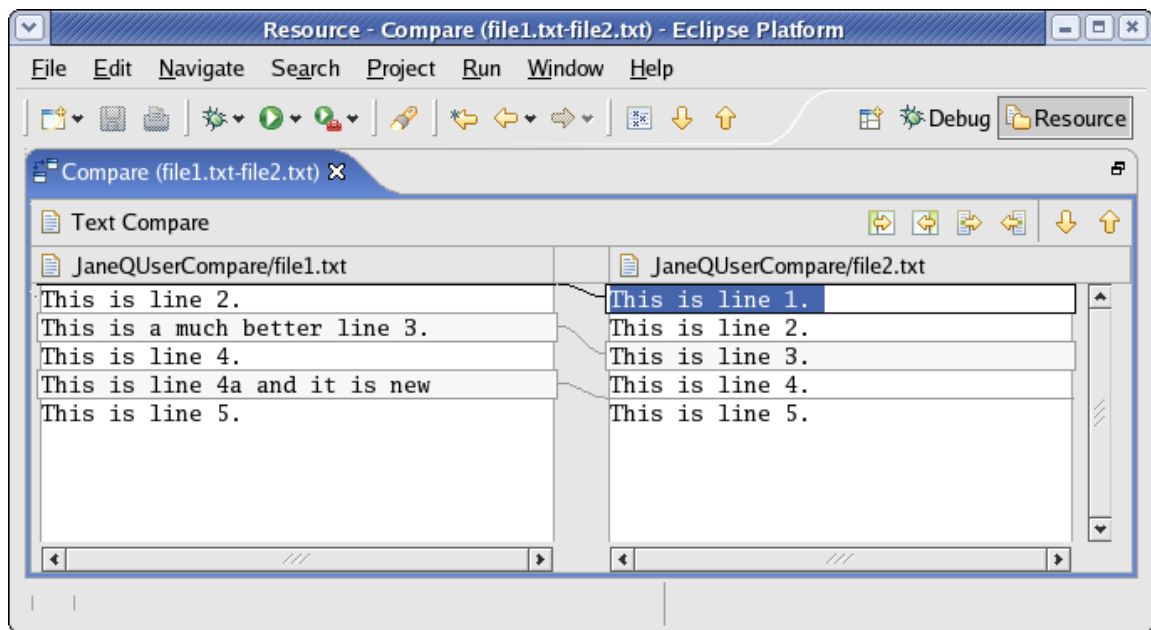 Resource - Compare (file1.txt-file2.txt) - Eclipse Platform
File Edit Navigate Search Project Run Window Help
Debug Resource
Compare (file1.txt-file2.txt)
Text Compare
JaneQUserCompare/file1.txt
This is line 2.
This is a much better line 3.
This is line 4.
This is line 4a and it is new
This is line 5.
JaneQUserCompare/file2.txt
This is line 1.
This is line 2.
This is line 3.
This is line 4.
This is line 5.